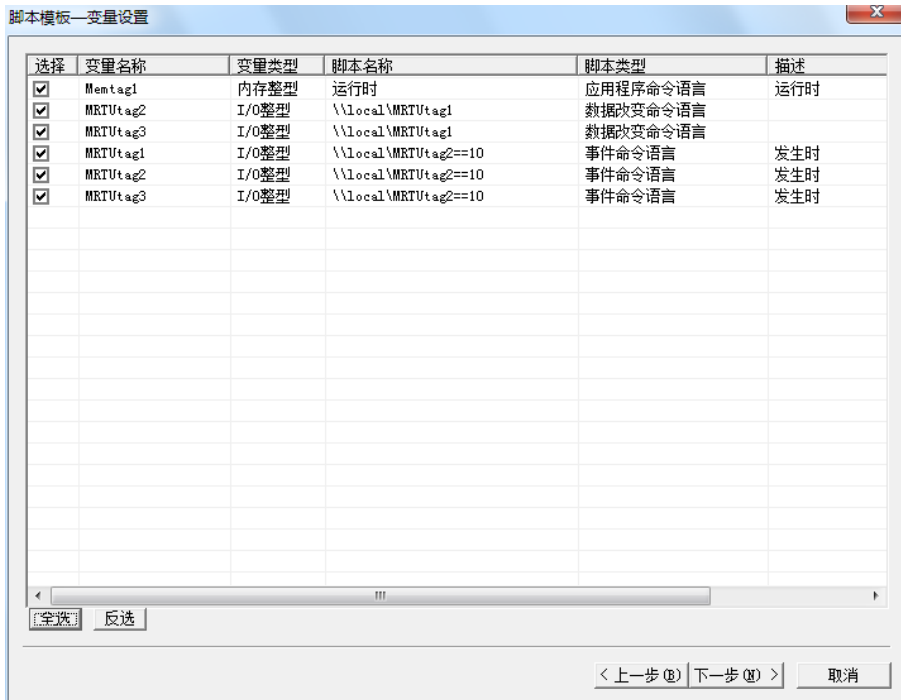 脚本模板—变量设置
选择 变量名称 变量类型 脚本名称 脚本类型 描述
Memtag1 内存整型 运行时 应用程序命令语言 运行时
MRTUtag2 I/O整型 \\local\MRTUtag1 数据改变命令语言
MRTUtag3 I/O整型 \\local\MRTUtag1 数据改变命令语言
MRTUtag1 I/O整型 \\local\MRTUtag2==10 事件命令语言 发生时
MRTUtag2 I/O整型 \\local\MRTUtag2==10 事件命令语言 发生时
MRTUtag3 I/O整型 \\local\MRTUtag2==10 事件命令语言 发生时
全选 反选
< 上一步(B) 下一步(N) > 取消